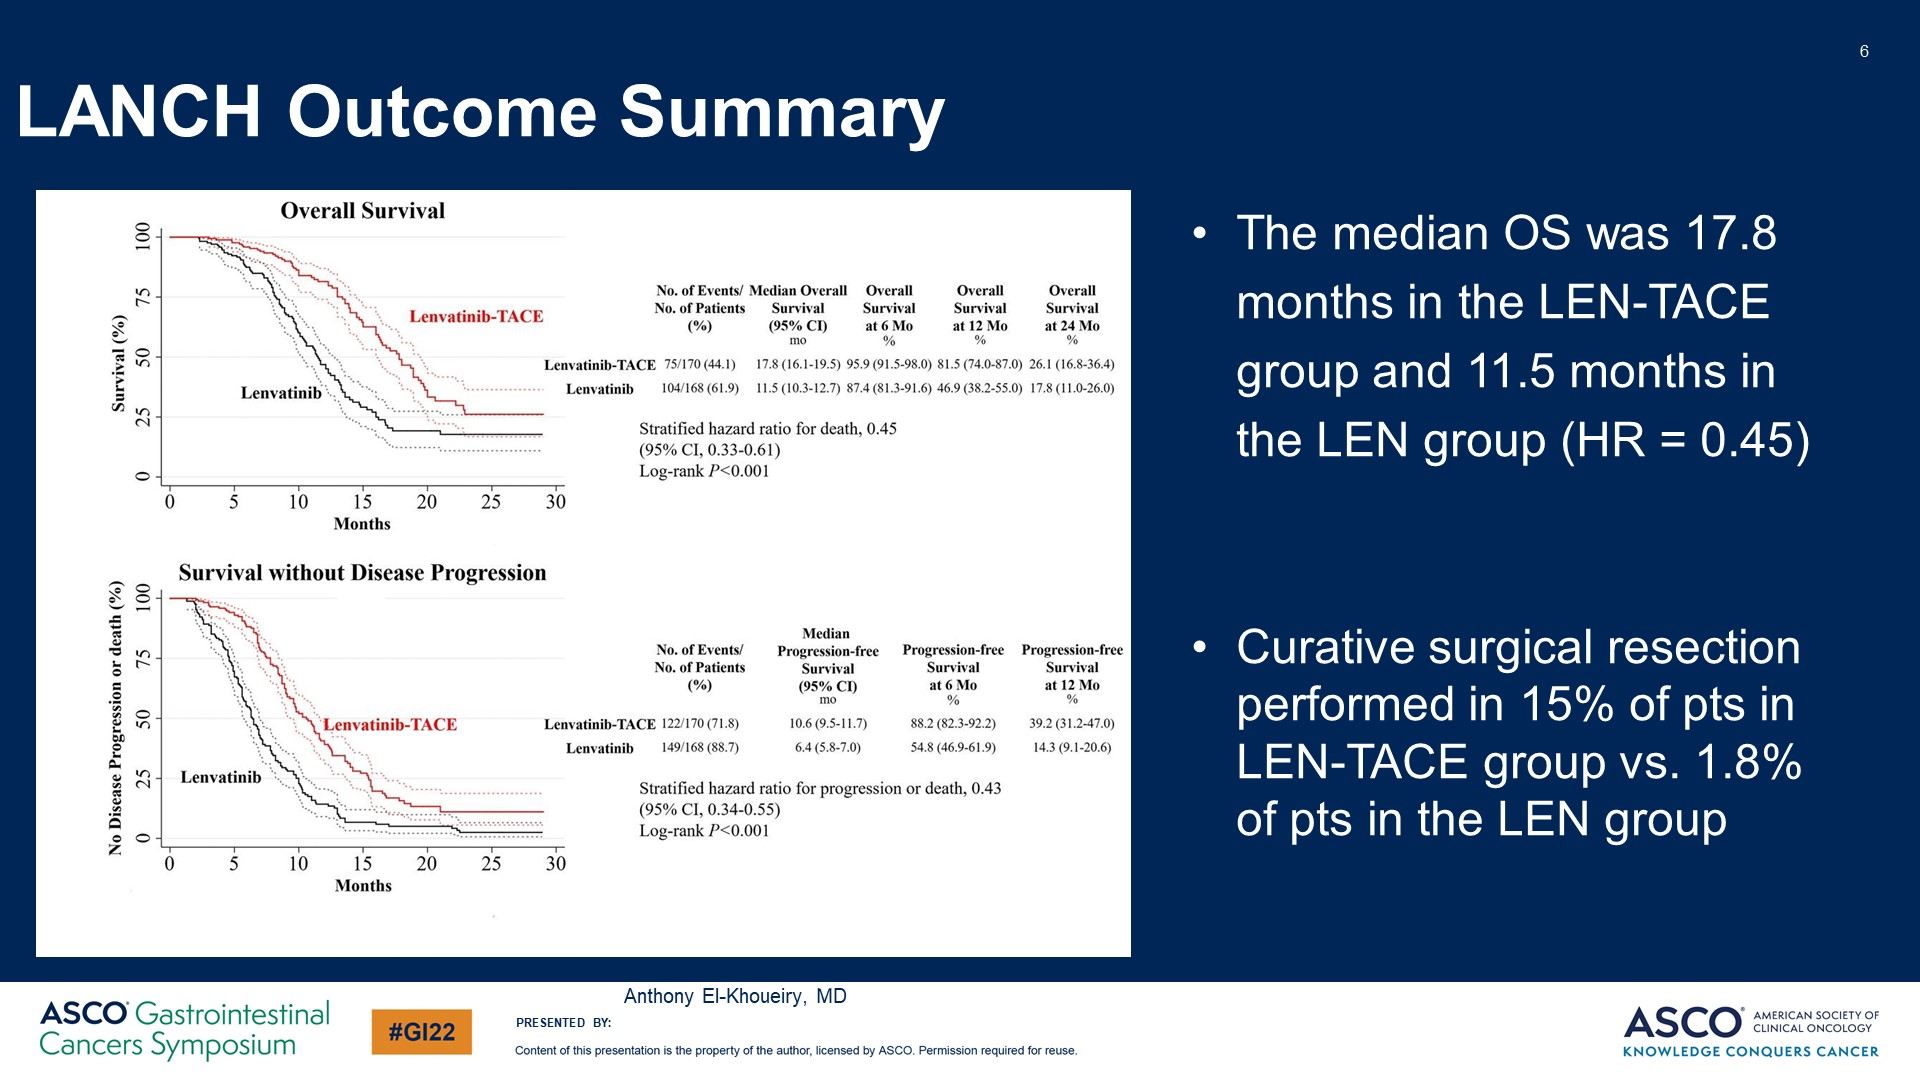 6
LANCH Outcome Summary
Overall Survival
Survival (%)
100
75
50
25
0
Lenvatinib-TACE
Lenvatinib
0 5 10 15 20 25 30
Months
No. of Events/ Median Overall Overall Overall Overall
No. of Patients Survival Survival Survival Survival
(%) (95% CI) at 6 Mo at 12 Mo at 24 Mo
mo % % %
Lenvatinib-TACE 75/170 (44.1) 17.8 (16.1-19.5) 95.9 (91.5-98.0) 81.5 (74.0-87.0) 26.1 (16.8-36.4)
Lenvatinib 104/168 (61.9) 11.5 (10.3-12.7) 87.4 (81.3-91.6) 46.9 (38.2-55.0) 17.8 (11.0-26.0)
Stratified hazard ratio for death, 0.45
(95% CI, 0.33-0.61)
Log-rank P<0.001
Survival without Disease Progression
No Disease Progression or death (%)
100
75
50
25
0
Lenvatinib-TACE
Lenvatinib
0 5 10 15 20 25 30
Months
Median
No. of Events/ Progression-free Progression-free Progression-free
No. of Patients Survival Survival Survival
(%) (95% CI) at 6 Mo at 12 Mo
mo % %
Lenvatinib-TACE 122/170 (71.8) 10.6 (9.5-11.7) 88.2 (82.3-92.2) 39.2 (31.2-47.0)
Lenvatinib 149/168 (88.7) 6.4 (5.8-7.0) 54.8 (46.9-61.9) 14.3 (9.1-20.6)
Stratified hazard ratio for progression or death, 0.43
(95% CI, 0.34-0.55)
Log-rank P<0.001
• The median OS was 17.8
months in the LEN-TACE
group and 11.5 months in
the LEN group (HR = 0.45)
• Curative surgical resection
performed in 15% of pts in
LEN-TACE group vs. 1.8%
of pts in the LEN group
ASCO® Gastrointestinal
Cancers Symposium
#GI22
Anthony El-Khoueiry, MD
PRESENTED BY:
Content of this presentation is the property of the author, licensed by ASCO. Permission required for reuse.
ASCO® AMERICAN SOCIETY OF
CLINICAL ONCOLOGY
KNOWLEDGE CONQUERS CANCER